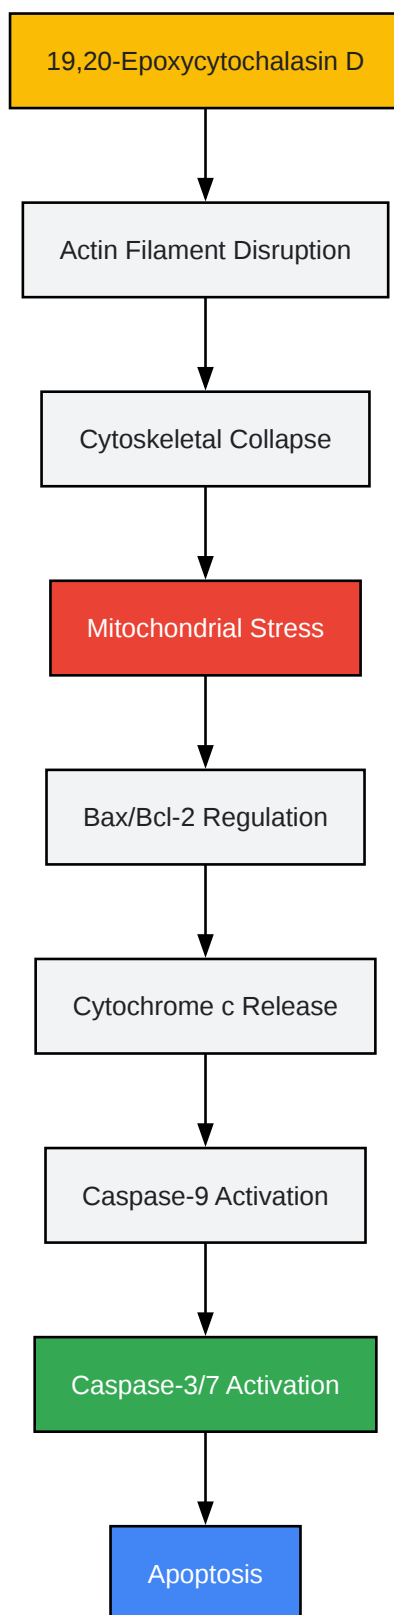 19,20-Epoxycytochalasin D
Actin Filament Disruption
Cytoskeletal Collapse
Mitochondrial Stress
Bax/Bcl-2 Regulation
Cytochrome c Release
Caspase-9 Activation
Caspase-3/7 Activation
Apoptosis